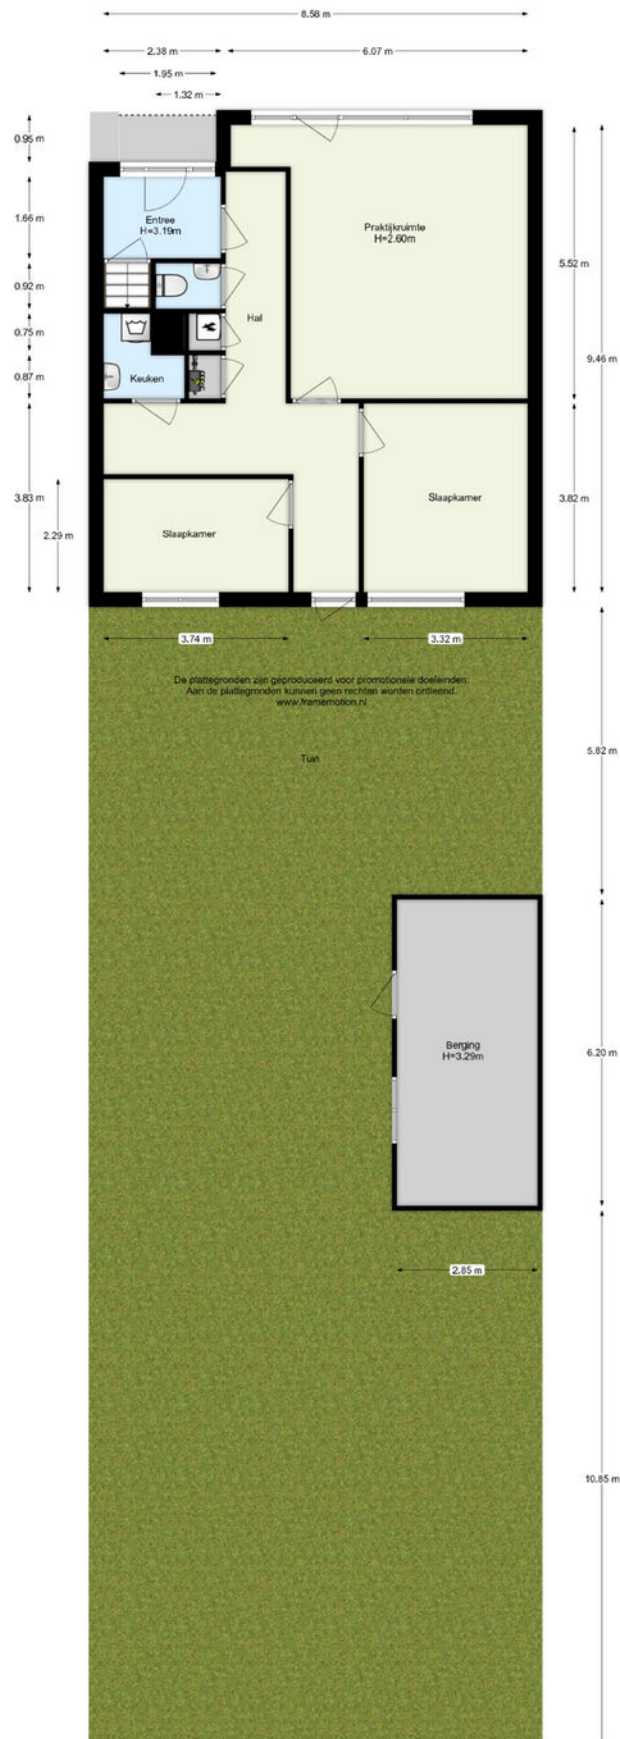 8.58 m
2.38 m
6.07 m
1.95 m
1.32 m
0.95 m
1.66 m
Entree
H=3.19m
Praktijkruimte
H=2.60m
5.52 m
0.92 m
0.75 m
Hal
9.46 m
0.87 m
Keuken
3.83 m
Slaapkamer
3.82 m
2.29 m
Slaapkamer
3.74 m
3.32 m
De plattegronden zijn geproduceerd voor promotionele doeleinden.
Aan de plattegronden kunnen geen rechten worden ontleend.
www.framemotion.nl
5.82 m
Tuin
Berging
H=3.29m
6.20 m
2.85 m
10.85 m